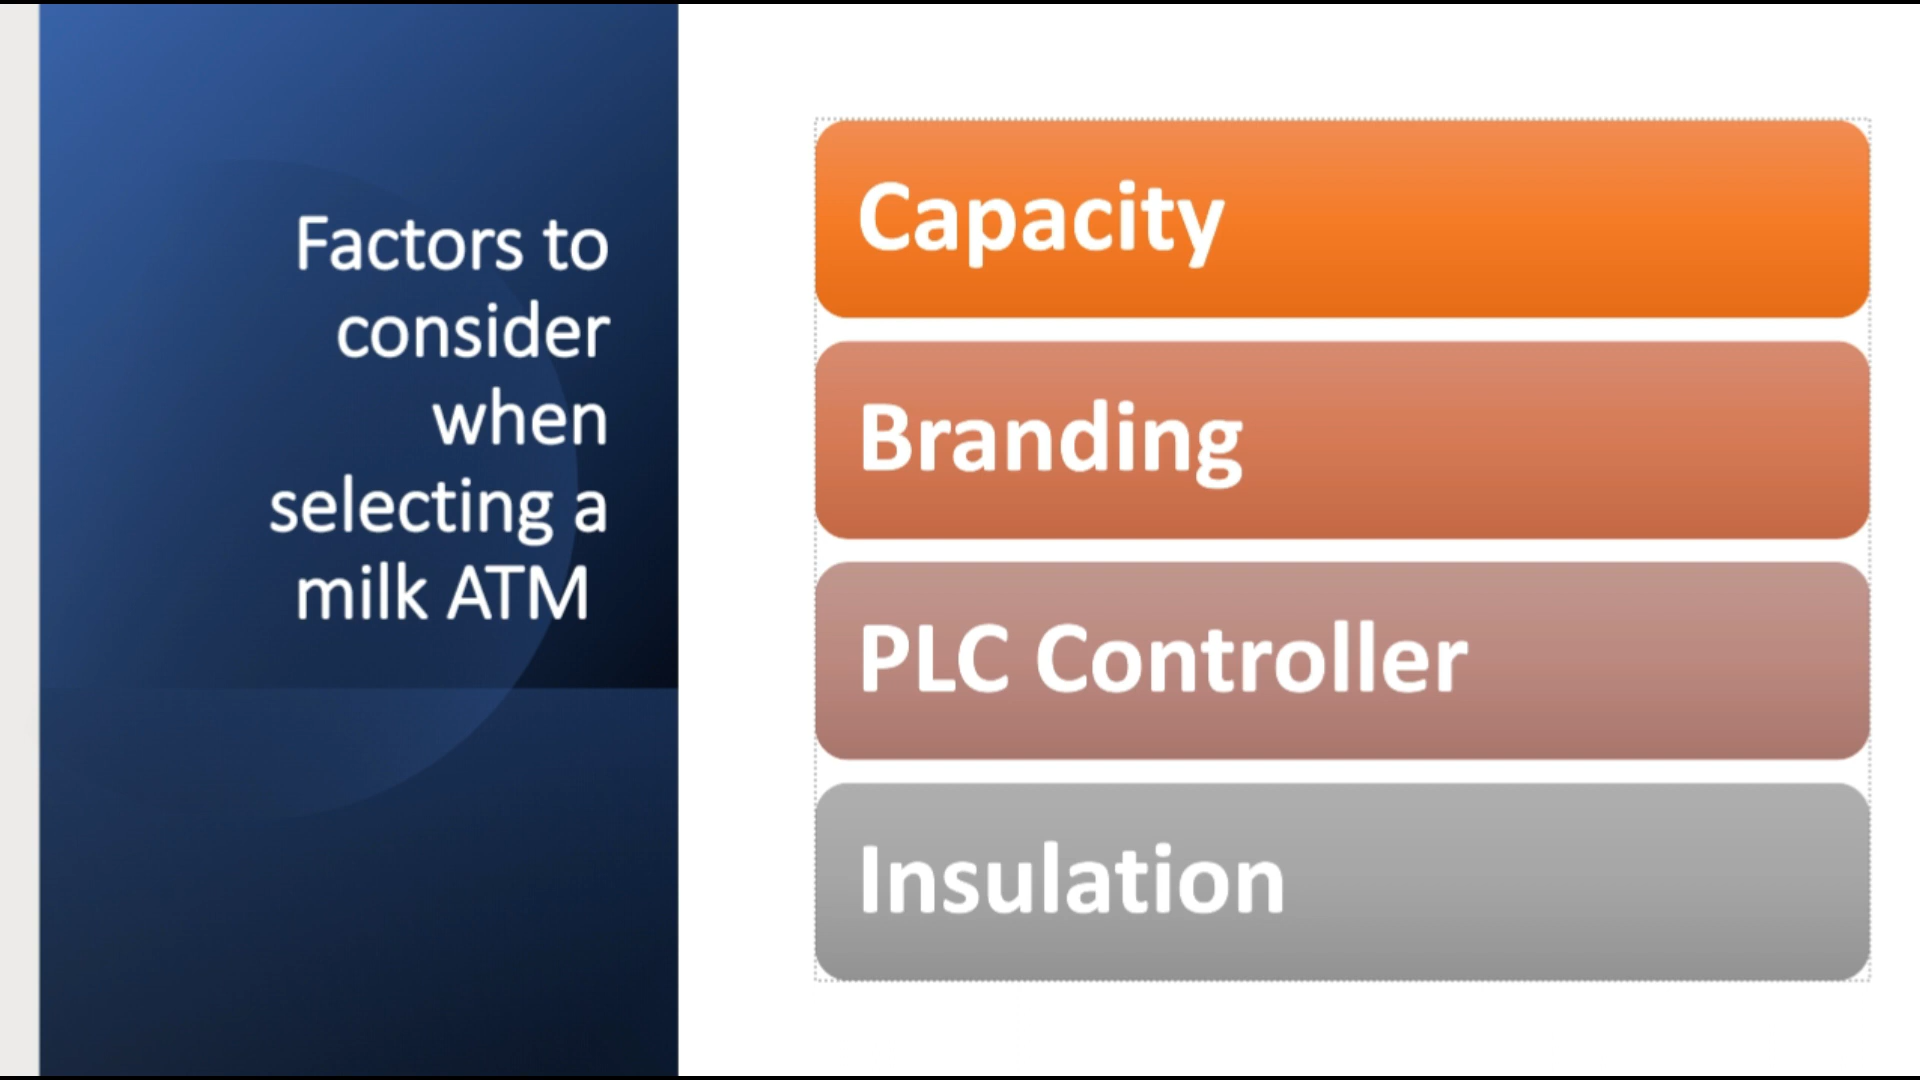 Factors to
consider
when
selecting a
milk ATM
Capacity
Branding
PLC Controller
Insulation